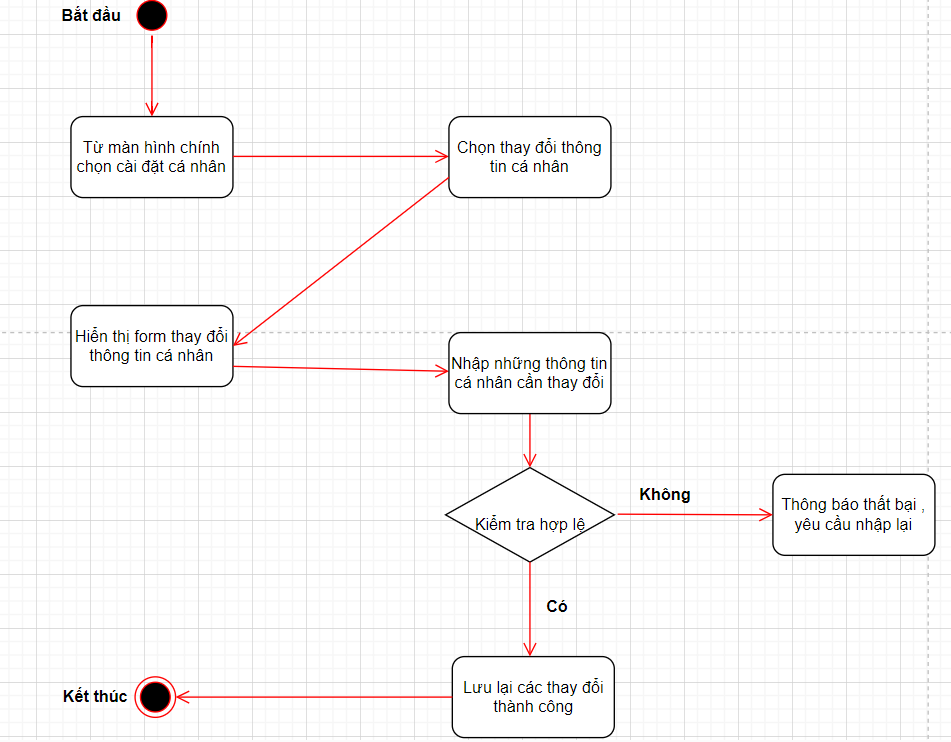 Bắt đầu
Từ màn hình chính
chọn cài đặt cá nhân
Chọn thay đổi thông
tin cá nhân
Hiển thị form thay đổi
thông tin cá nhân
Nhập những thông tin
cá nhân cần thay đổi
Kiểm tra hợp lệ
Không
Thông báo thất bại ,
yêu cầu nhập lại
Có
Lưu lại các thay đổi
thành công
Kết thúc